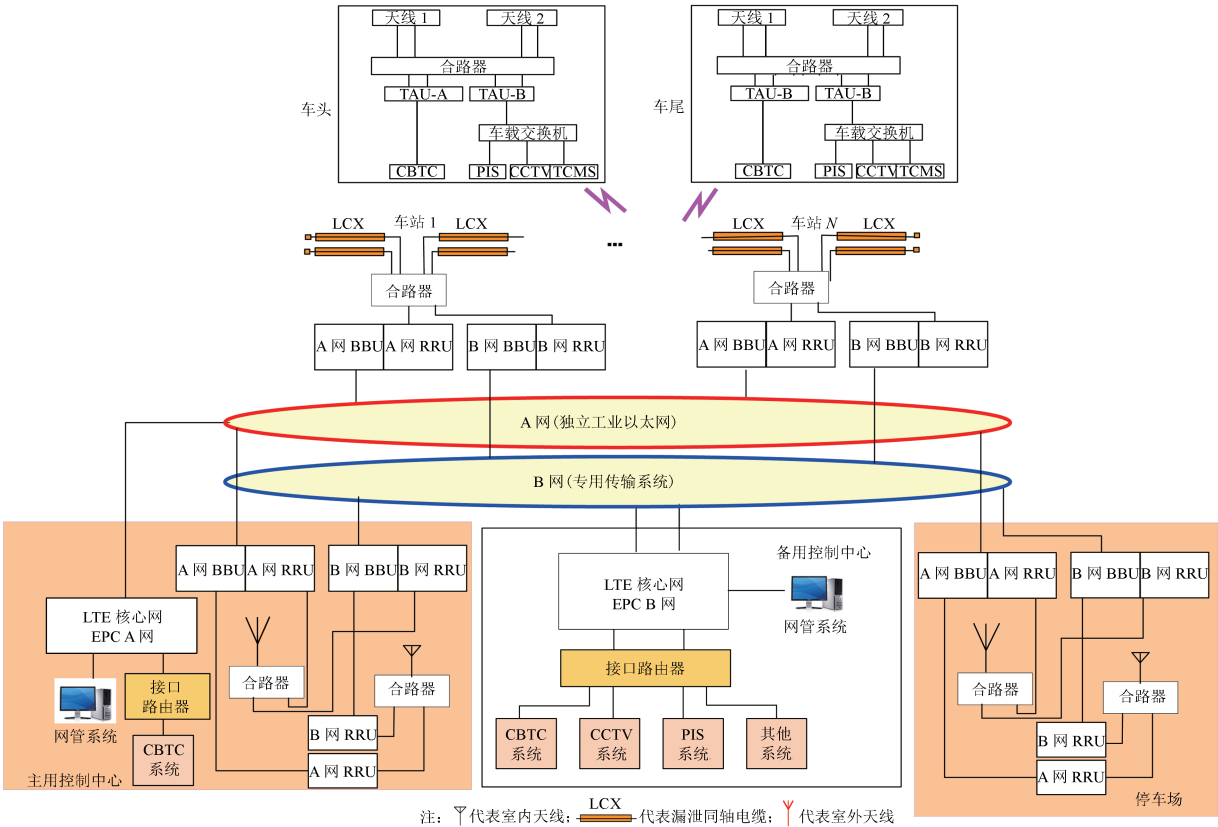 天线 1
天线 2
合路器
TAU-A
TAU-B
车载交换机
CBTC
PIS
CCTV
TCMS
车头
天线 1
天线 2
合路器
TAU-B
TAU-B
车载交换机
CBTC
PIS
CCTV
TCMS
车尾
LCX
车站 1
LCX
...
LCX
车站 N
LCX
合路器
合路器
A 网 BBU
A 网 RRU
B 网 BBU
B 网 RRU
A 网 BBU
A 网 RRU
B 网 BBU
B 网 RRU
A 网(独立工业以太网)
B 网(专用传输系统)
A 网 BBU
A 网 RRU
B 网 BBU
B 网 RRU
LTE 核心网
EPC A 网
网管系统
接口
路由器
CBTC
系统
合路器
合路器
B 网 RRU
A 网 RRU
主用控制中心
备用控制中心
LTE 核心网
EPC B 网
网管系统
接口路由器
CBTC
系统
CCTV
系统
PIS
系统
其他
系统
A 网 BBU
A 网 RRU
B 网 BBU
B 网 RRU
合路器
合路器
B 网 RRU
A 网 RRU
停车场
注: 代表室内天线; LCX 代表漏泄同轴电缆; 代表室外天线